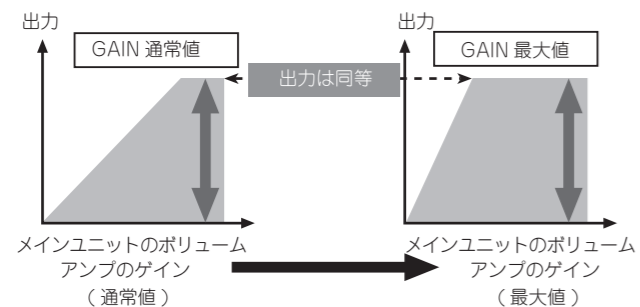 出力
GAIN 通常値
出力は同等
出力
GAIN 最大値
メインユニットのボリューム
アンプのゲイン
( 通常値 )
メインユニットのボリューム
アンプのゲイン
( 最大値 )